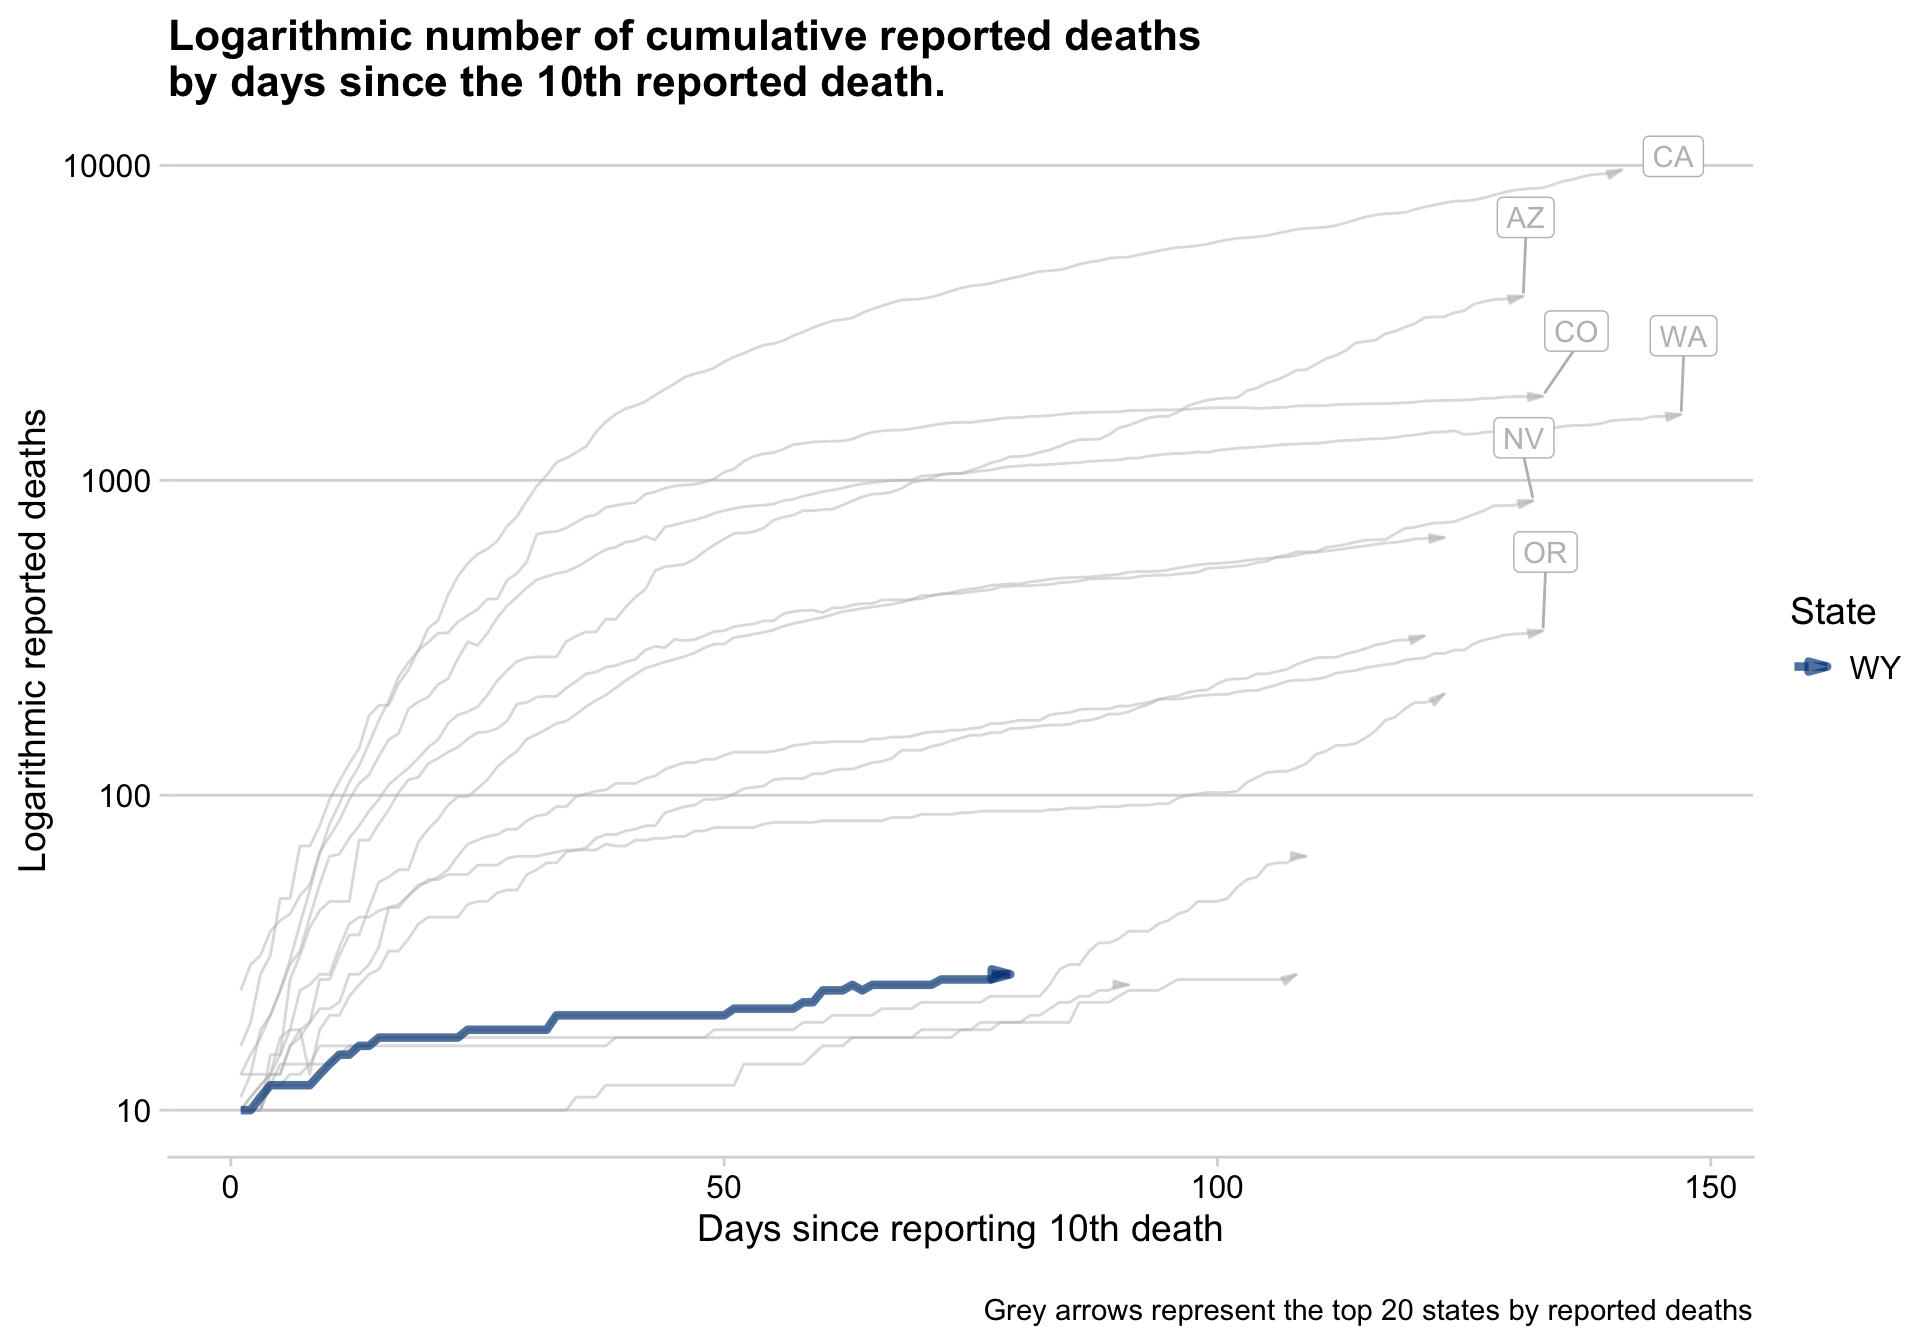 Logarithmic number of cumulative reported deaths
by days since the 10th reported death.
10000
1000
100
10
Logarithmic reported deaths
CA
AZ
CO
WA
NV
OR
State
WY
0
50
100
150
Days since reporting 10th death
Grey arrows represent the top 20 states by reported deaths